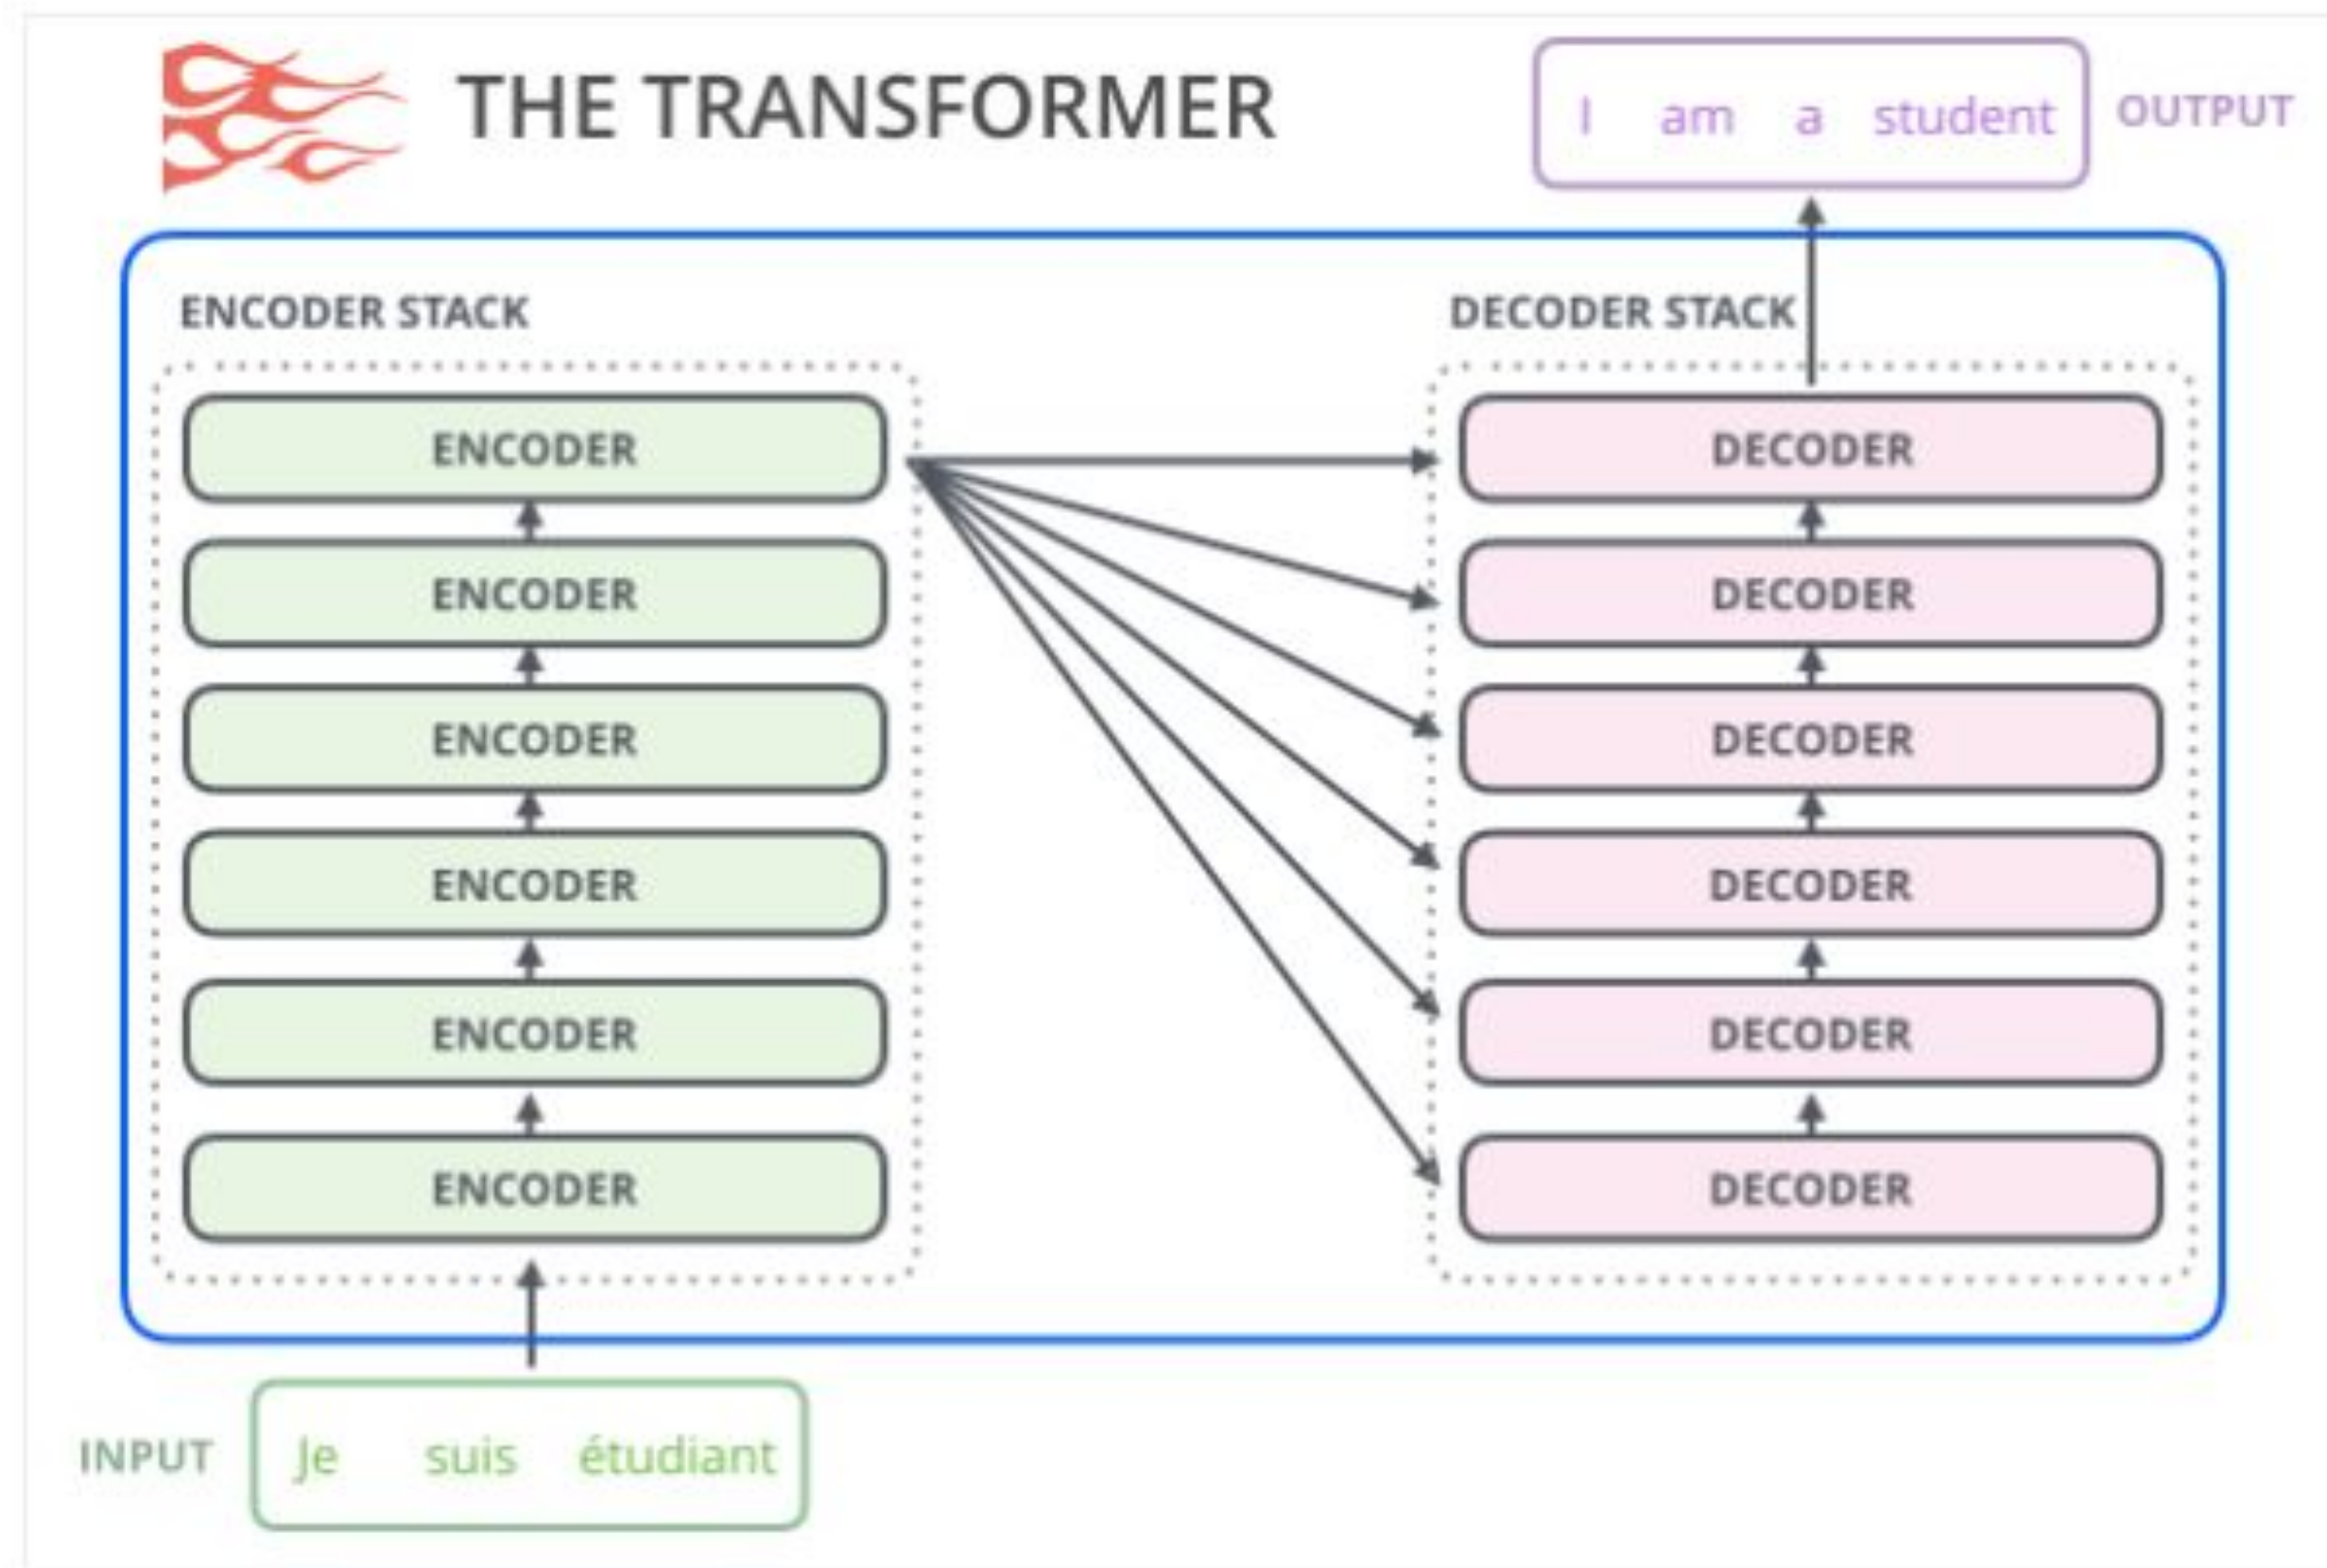 THE TRANSFORMER
I am a student
OUTPUT
ENCODER STACK
DECODER STACK
ENCODER
DECODER
ENCODER
DECODER
ENCODER
DECODER
ENCODER
DECODER
ENCODER
DECODER
ENCODER
DECODER
INPUT
Je suis étudiant